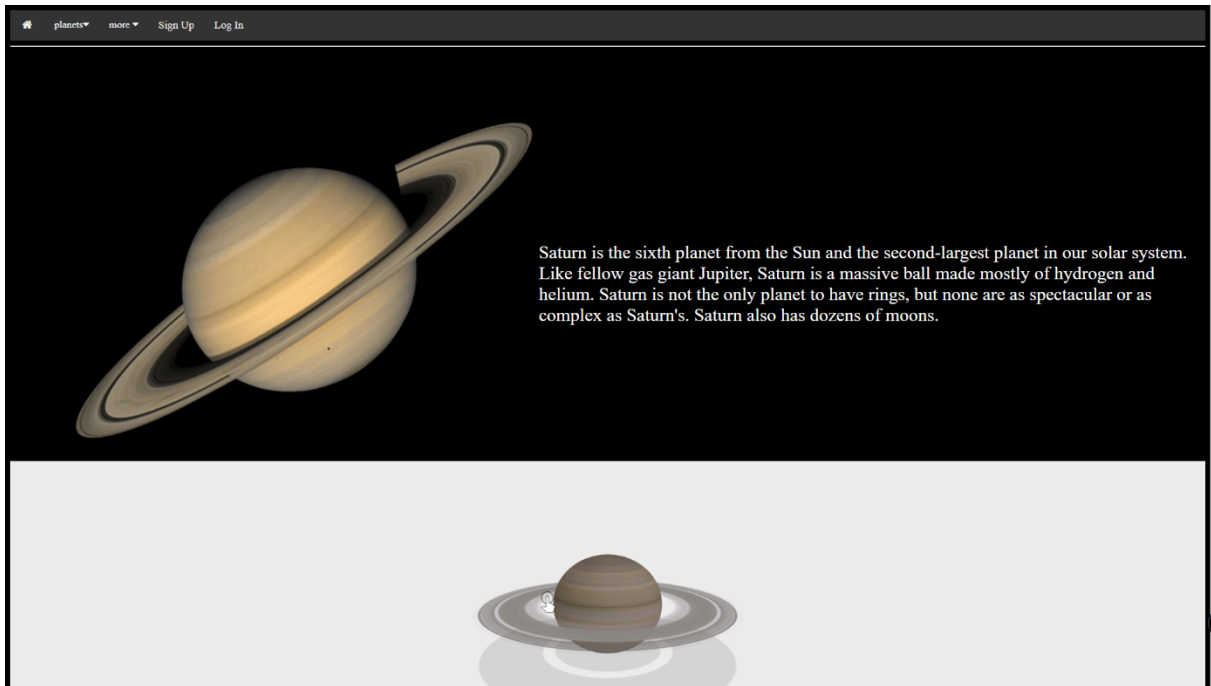 planets more Sign Up Log In
Saturn is the sixth planet from the Sun and the second-largest planet in our solar system.
Like fellow gas giant Jupiter, Saturn is a massive ball made mostly of hydrogen and
helium. Saturn is not the only planet to have rings, but none are as spectacular or as
complex as Saturn's. Saturn also has dozens of moons.